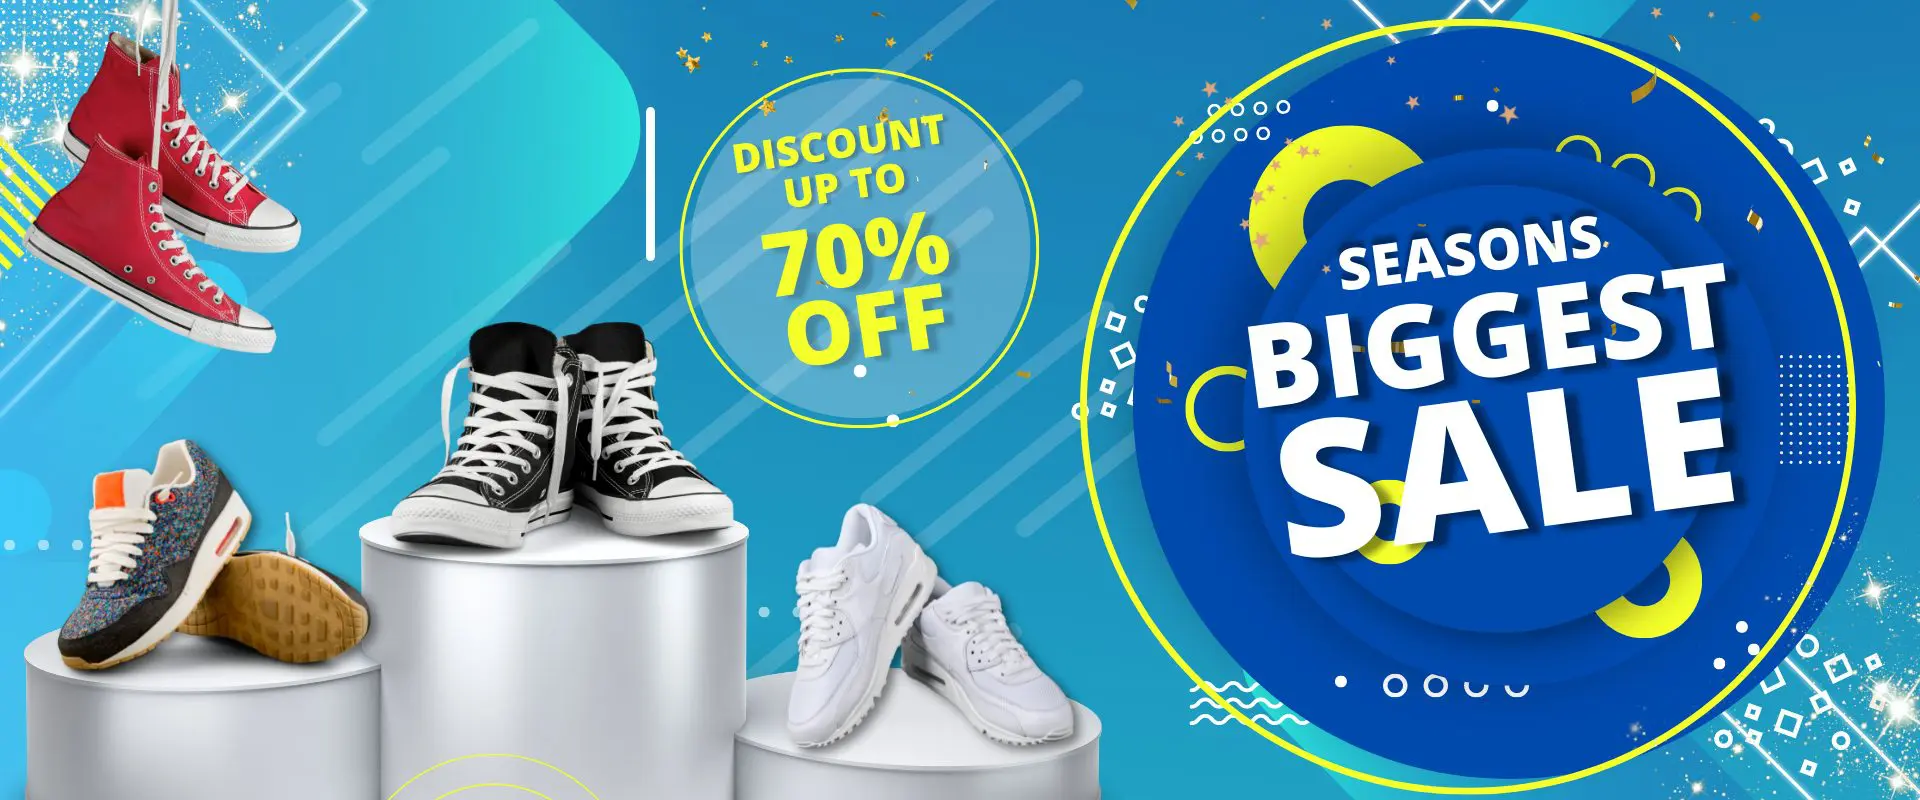 DISCOUNT
UP TO
70%
OFF
SEASONS
BIGGEST
SALE